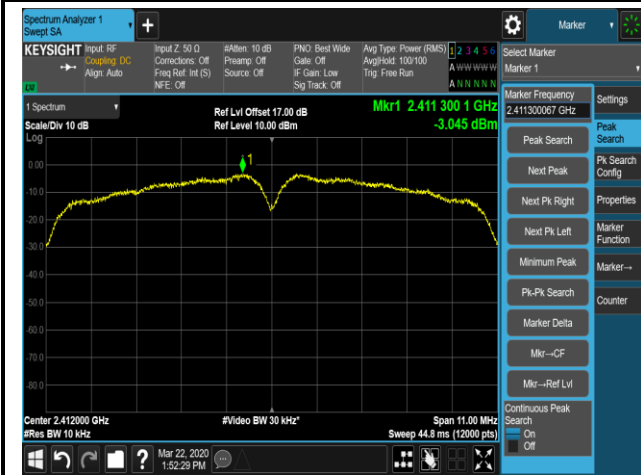 Spectrum Analyzer 1
Swept SA
+
Marker
KEYSIGHT
Input: RF
Coupling: DC
Align: Auto
Input Z: 50 Ω
Corrections: Off
Freq Ref: Int (S)
NFE: Off
#Atten: 10 dB
Preamp: Off
Source: Off
PNO: Best Wide
Gate: Off
IF Gain: Low
Sig Track: Off
Avg Type: Power (RMS)
Avg|Hold: 100/100
Trig: Free Run
1 2 3 4 5 6
A W W W W W
A N N N N N
Select Marker
Marker 1
1 Spectrum
Scale/Div 10 dB
Ref Lvl Offset 17.00 dB
Ref Level 10.00 dBm
Mkr1 2.411 300 1 GHz
-3.045 dBm
Log
1
0.00
-10.0
-20.0
-30.0
-40.0
-50.0
-60.0
-70.0
-80.0
Center 2.412000 GHz
#Res BW 10 kHz
#Video BW 30 kHz*
Span 11.00 MHz
Sweep 44.8 ms (12000 pts)
Marker Frequency
2.411300067 GHz
Peak Search
Next Peak
Next Pk Right
Next Pk Left
Minimum Peak
Pk-Pk Search
Marker Delta
Mkr→CF
Mkr→Ref Lvl
Continuous Peak
Search
On
Off
Settings
Peak
Search
Pk Search
Config
Properties
Marker
Function
Marker→
Counter
?
Mar 22, 2020
1:52:29 PM